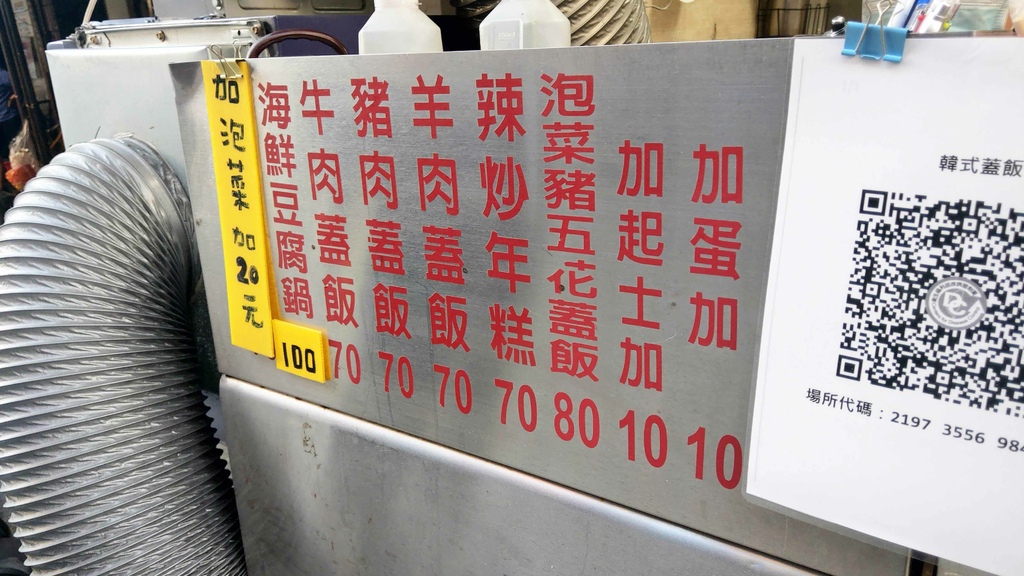 加泡菜加20元
海鮮豆腐鍋 100
牛肉蓋飯 70
豬肉蓋飯 70
羊肉蓋飯 70
辣炒年糕 70
泡菜豬五花蓋飯 80
加起士加 10
加蛋加 10
韓式蓋飯
場所代碼：2197 3556 984